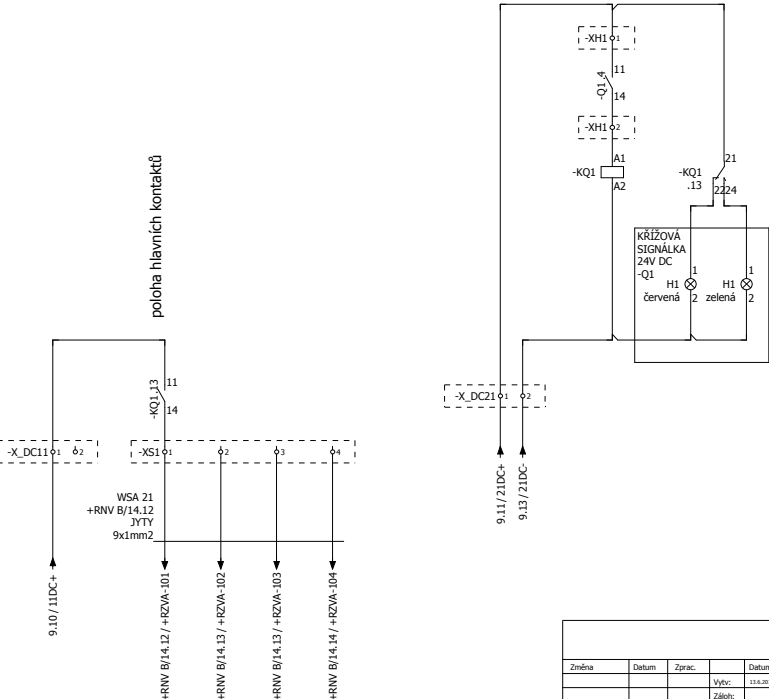 -XH1 1
11
-Q1.4
14
-XH1 2
A1
-KQ1
A2
21
-KQ1
.13
22 24
KŘÍŽOVÁ
SIGNÁLKA
24V DC
-Q1
1
H1
červená
2
1
H1
zelená
2
poloha hlavních kontaktů
11
-KQ1.13
14
-X_DC21 1 2
9.11 / 21DC+
9.13 / 21DC-
-X_DC11 1 2
-XS1 1 2 3 4
WSA 21
+RNV B/14.12
JYTY
9x1mm2
9.10 / 11DC+
+RNV B/14.12 / +RZVA-101
+RNV B/14.13 / +RZVA-102
+RNV B/14.13 / +RZVA-103
+RNV B/14.14 / +RZVA-104
Změna Datum Zprac. Datum
Vytv:
Záloh: